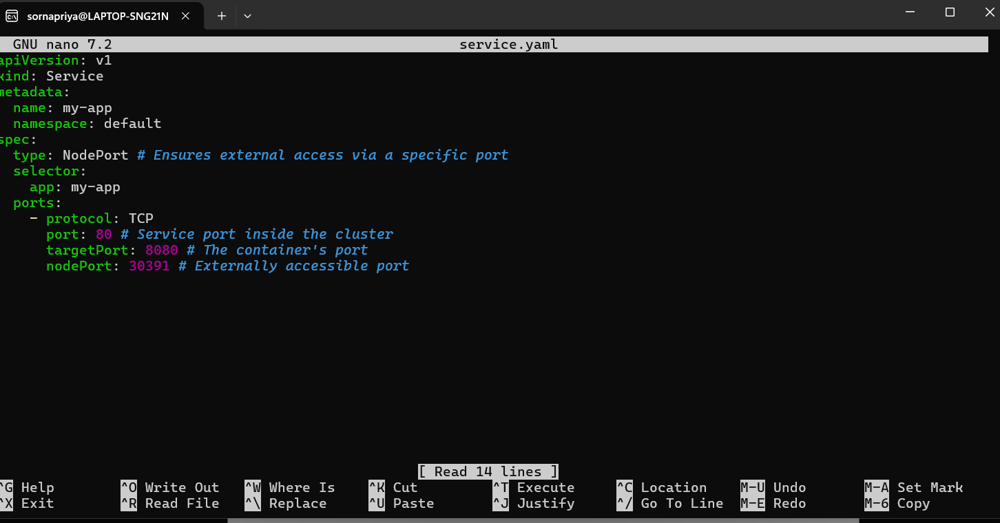 sornapriya@LAPTOP-SNG21N
GNU nano 7.2 service.yaml
apiVersion: v1
kind: Service
metadata:
  name: my-app
  namespace: default
spec:
  type: NodePort # Ensures external access via a specific port
  selector:
    app: my-app
  ports:
    - protocol: TCP
      port: 80 # Service port inside the cluster
      targetPort: 8080 # The container's port
      nodePort: 30391 # Externally accessible port
[ Read 14 lines ]
^G Help ^O Write Out ^W Where Is ^K Cut ^T Execute ^C Location M-U Undo M-A Set Mark
^X Exit ^R Read File ^\ Replace ^U Paste ^J Justify ^/ Go To Line M-E Redo M-6 Copy